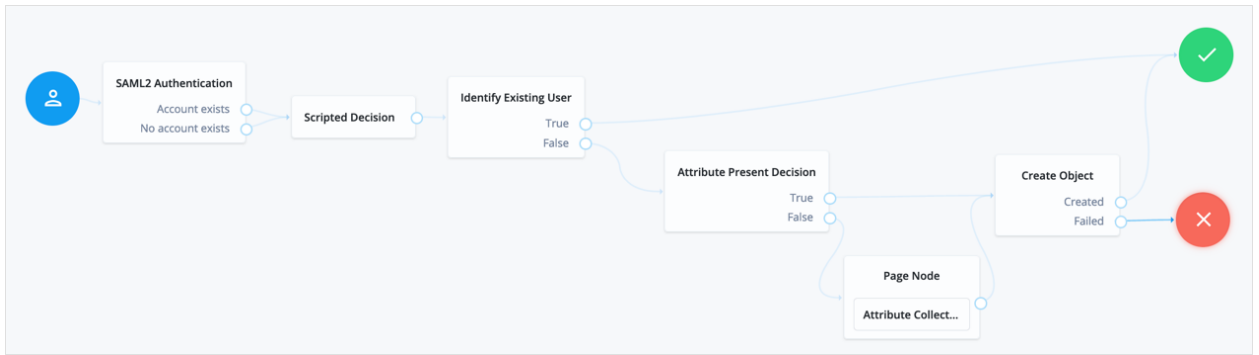 SAML2 Authentication
Account exists
No account exists
Scripted Decision
Identify Existing User
True
False
Attribute Present Decision
True
False
Page Node
Attribute Collect...
Create Object
Created
Failed